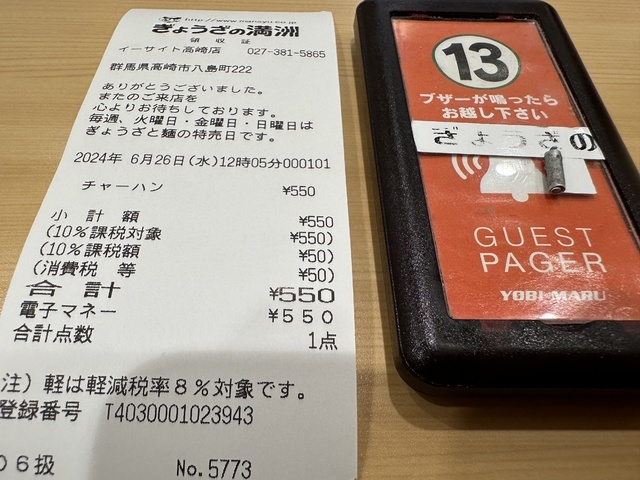 http://www.manayu.co.jp
ぎょうざの満洲
領収証
イーサイト高崎店 027-381-5865
群馬県高崎市八島町222
ありがとうございました。
またのご来店を
心よりお待ちしております。
毎週、火曜日・金曜日・日曜日は
ぎょうざと麺の特売日です。
2024年 6月26日(水)12時05分000101
チャーハン ¥550
小計額 ¥550
(10%課税対象 ¥550)
(10%課税額 ¥50)
(消費税 等 ¥50)
合計 ¥550
電子マネー ¥550
合計点数 1点
注) 軽は軽減税率8%対象です。
登録番号 T4030001023943
06扱 No.5773
13
ブザーが鳴ったら
お越し下さい
ぎょうざの
GUEST
PAGER
YOBI-MARU